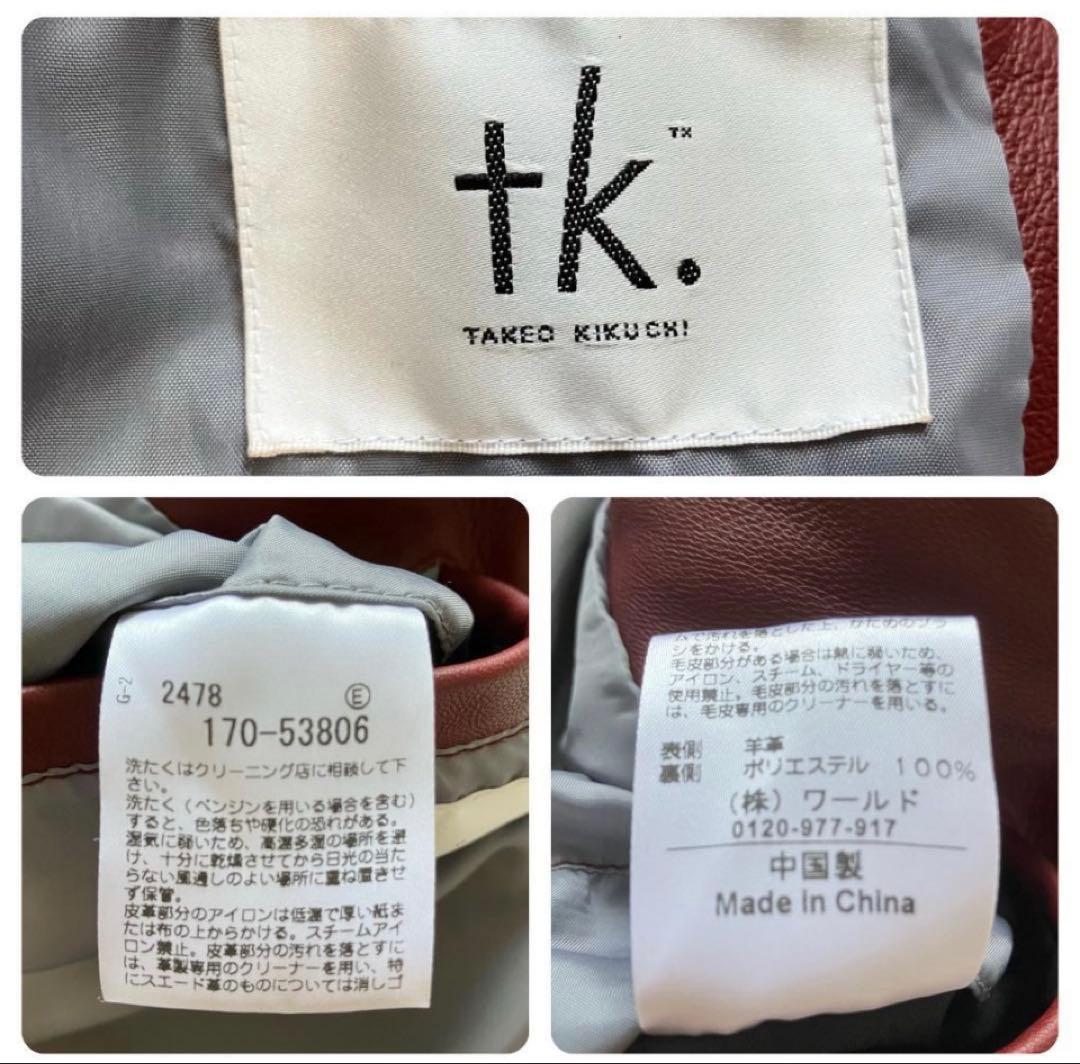 tk.
TX
TAKEO KIKUCHI
G-2
2478 Ⓔ
170-53806
洗たくはクリーニング店に相談して下
さい。
洗たく(ベンジンを用いる場合を含む)
すると、色落ちや硬化の恐れがある。
湿気に弱いため、高温多湿の場所を避
け、十分に乾燥させてから日光の当た
らない風通しのよい場所に重ね置きせ
ず保管。
皮革部分のアイロンは低温で厚い紙ま
たは布の上からかける。スチームアイ
ロン禁止。皮革部分の汚れを落とすに
は、革製専用のクリーナーを用い、特
にスエード革のものについては消しゴ
ムで汚れを落とした上、かためのブラ
シをかける。
毛皮部分がある場合は熱に弱いため、
アイロン、スチーム、ドライヤー等の
使用禁止。毛皮部分の汚れを落とすに
は、毛皮専用のクリーナーを用いる。
表側 羊革
裏側 ポリエステル 100%
(株)ワールド
0120-977-917
中国製
Made in China